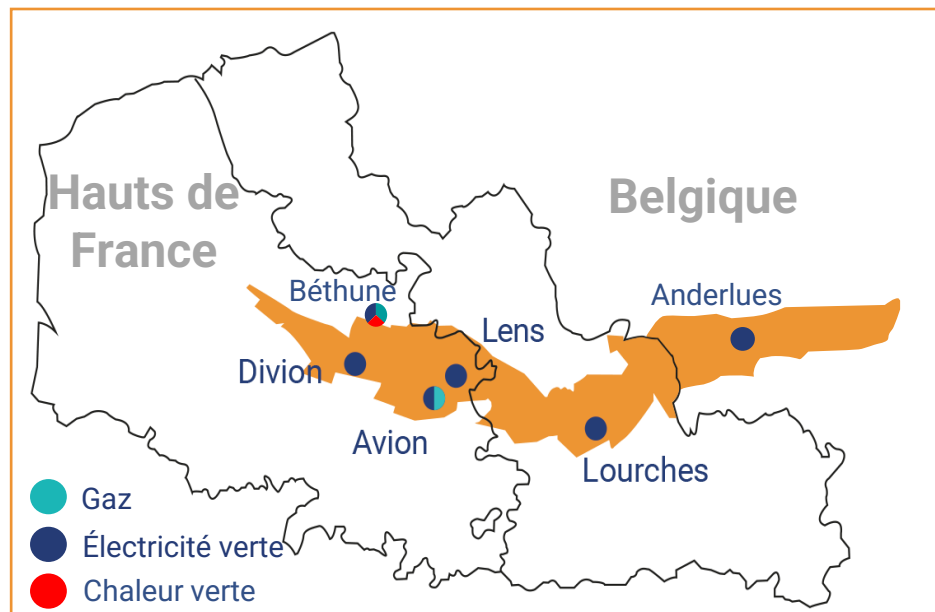 Hauts de
France
Belgique
Béthune
Anderlues
Lens
Divion
Avion
Lourches
Gaz
Électricité verte
Chaleur verte